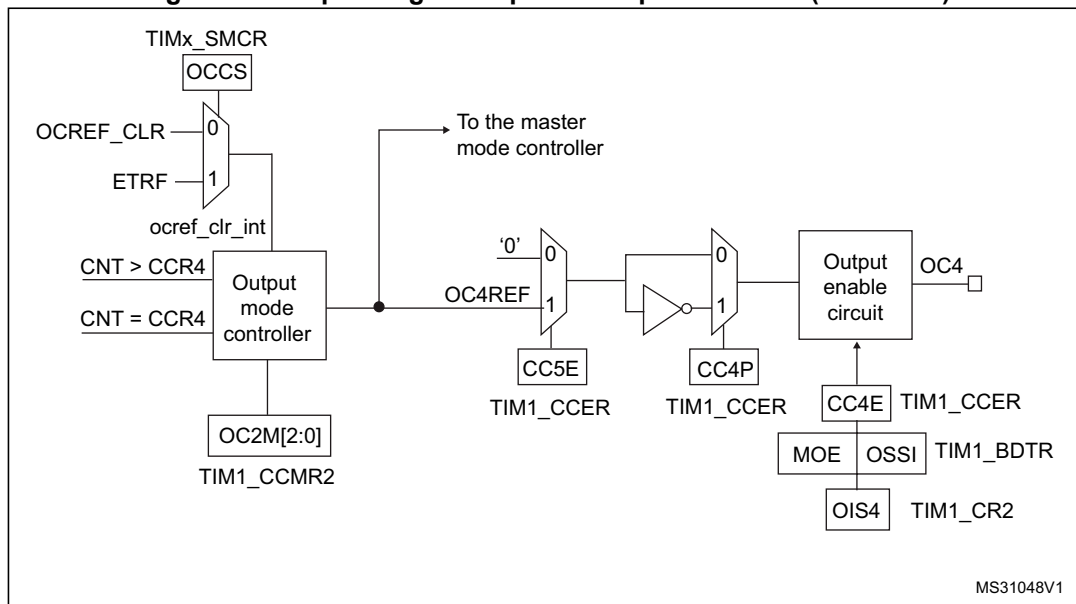 TIMx_SMCR
OCCS
OCREF_CLR
0
ETRF
1
ocref_clr_int
To the master
mode controller
CNT > CCR4
CNT = CCR4
Output
mode
controller
OC2M[2:0]
TIM1_CCMR2
'0'
0
OC4REF
1
CC5E
TIM1_CCER
0
1
CC4P
TIM1_CCER
Output
enable
circuit
OC4
CC4E
TIM1_CCER
MOE
OSSI
TIM1_BDTR
OIS4
TIM1_CR2
MS31048V1